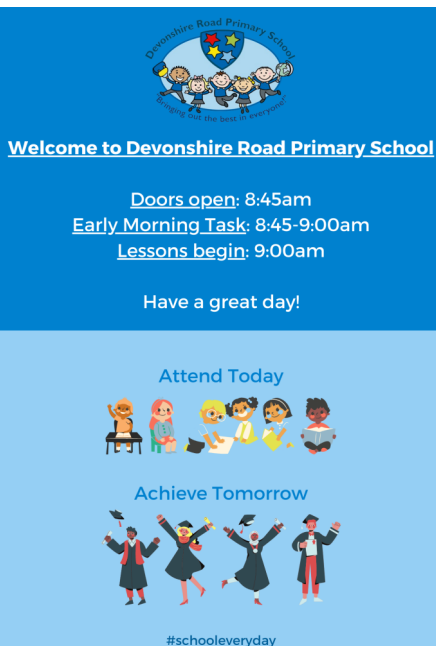 Devonshire Road Primary School
Bringing out the best in everyone!
Welcome to Devonshire Road Primary School
Doors open: 8:45am
Early Morning Task: 8:45-9:00am
Lessons begin: 9:00am
Have a great day!
Attend Today
Achieve Tomorrow
#schooleveryday